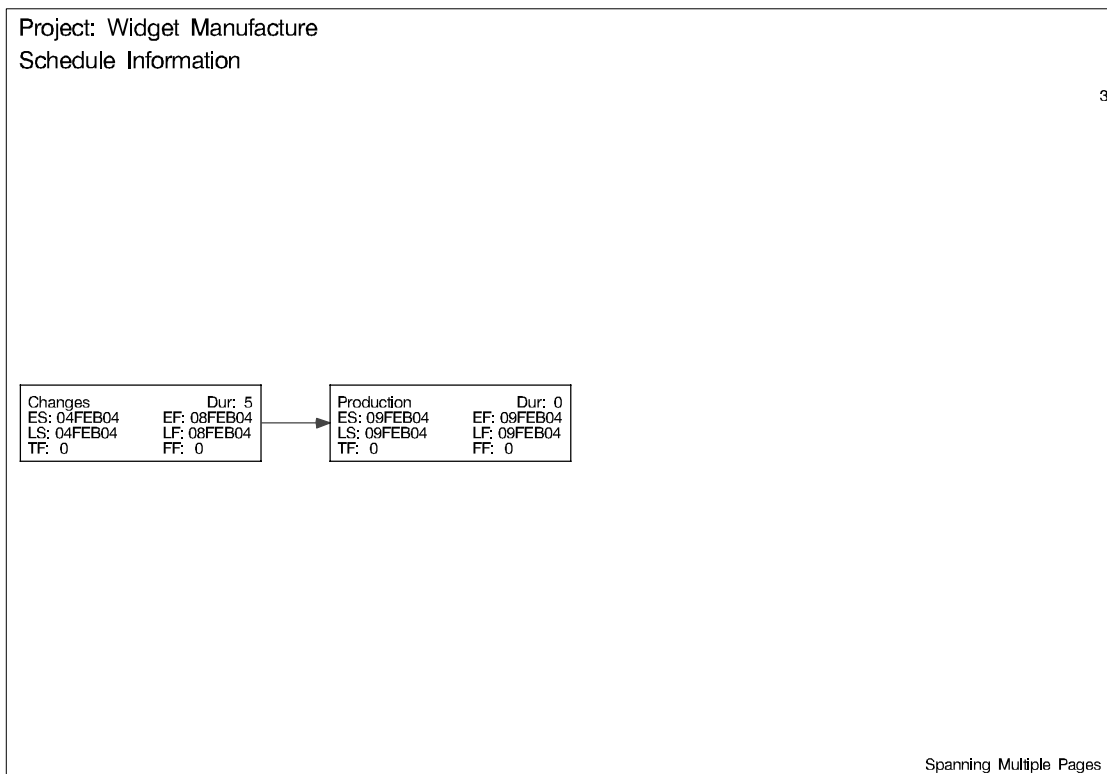 Project: Widget Manufacture
Schedule Information
3
Changes Dur: 5
ES: 04FEB04 EF: 08FEB04
LS: 04FEB04 LF: 08FEB04
TF: 0 FF: 0
Production Dur: 0
ES: 09FEB04 EF: 09FEB04
LS: 09FEB04 LF: 09FEB04
TF: 0 FF: 0
Spanning Multiple Pages